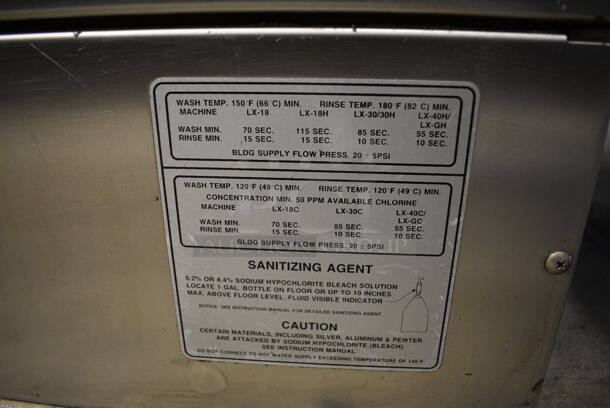 WASH TEMP. 150°F (66°C) MIN. RINSE TEMP. 180°F (82°C) MIN.
MACHINE LX-18 LX-18H LX-30/30H LX-40H/
LX-GH
WASH MIN. 70 SEC. 115 SEC. 85 SEC. 55 SEC.
RINSE MIN. 15 SEC. 15 SEC. 10 SEC. 10 SEC.
BLDG SUPPLY FLOW PRESS. 20 ± 5PSI
WASH TEMP. 120°F (49°C) MIN. RINSE TEMP. 120°F (49°C) MIN.
CONCENTRATION MIN. 50 PPM AVAILABLE CHLORINE
MACHINE LX-18C LX-30C LX-40C/
LX-GC
WASH MIN. 70 SEC. 85 SEC. 55 SEC.
RINSE MIN. 15 SEC. 10 SEC. 10 SEC.
BLDG SUPPLY FLOW PRESS. 20 ± 5PSI
SANITIZING AGENT
5.2% OR 8.4% SODIUM HYPOCHLORITE BLEACH SOLUTION
LOCATE 1 GAL. BOTTLE ON FLOOR OR UP TO 10 INCHES
MAX. ABOVE FLOOR LEVEL. FLUID VISIBLE INDICATOR
NOTICE: SEE INSTRUCTION MANUAL FOR DETAILED SANITIZING AGENT.
CAUTION
CERTAIN MATERIALS, INCLUDING SILVER, ALUMINUM & PEWTER
ARE ATTACKED BY SODIUM HYPOCHLORITE (BLEACH).
SEE INSTRUCTION MANUAL.
DO NOT CONNECT TO HOT WATER SUPPLY EXCEEDING TEMPERATURE OF 140°F.